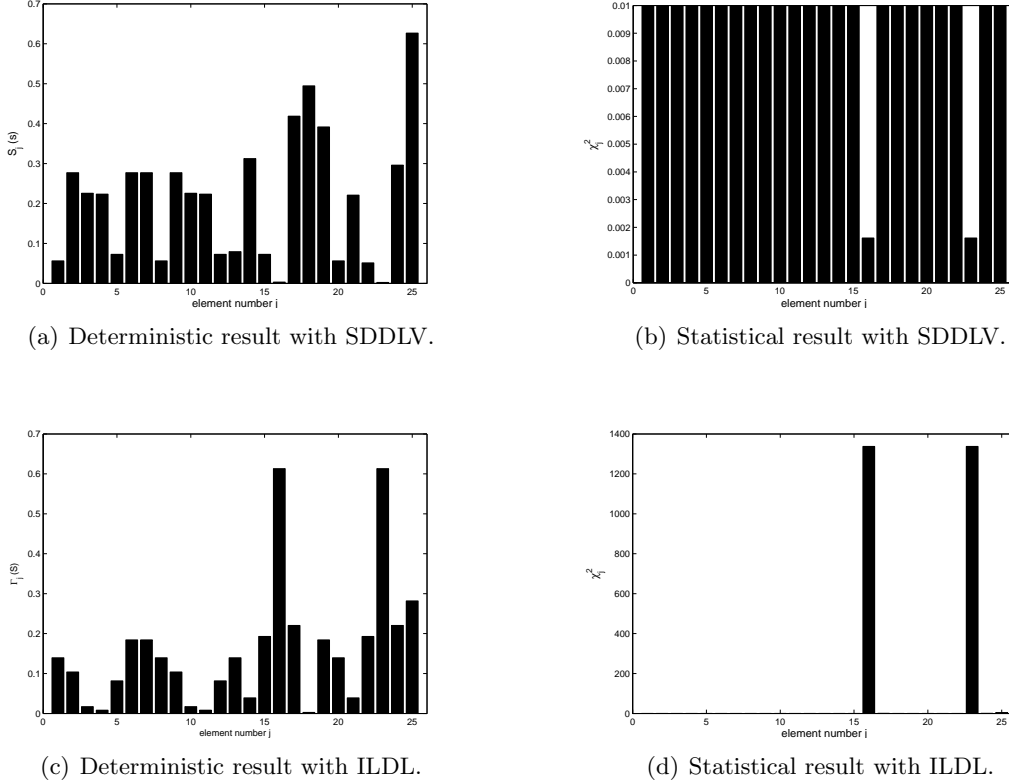 0.7
0.6
0.5
0.4
0.3
0.2
0.1
0
S_j (s)
0 5 10 15 20 25
element number j
(a) Deterministic result with SDDLV.
0.01
0.009
0.008
0.007
0.006
0.005
0.004
0.003
0.002
0.001
0
χ_j^2
0 5 10 15 20 25
element number j
(b) Statistical result with SDDLV.
0.7
0.6
0.5
0.4
0.3
0.2
0.1
0
Γ_j (S)
0 5 10 15 20 25
element number j
(c) Deterministic result with ILDL.
1400
1200
1000
800
600
400
200
0
χ_j^2
0 5 10 15 20 25
element number j
(d) Statistical result with ILDL.